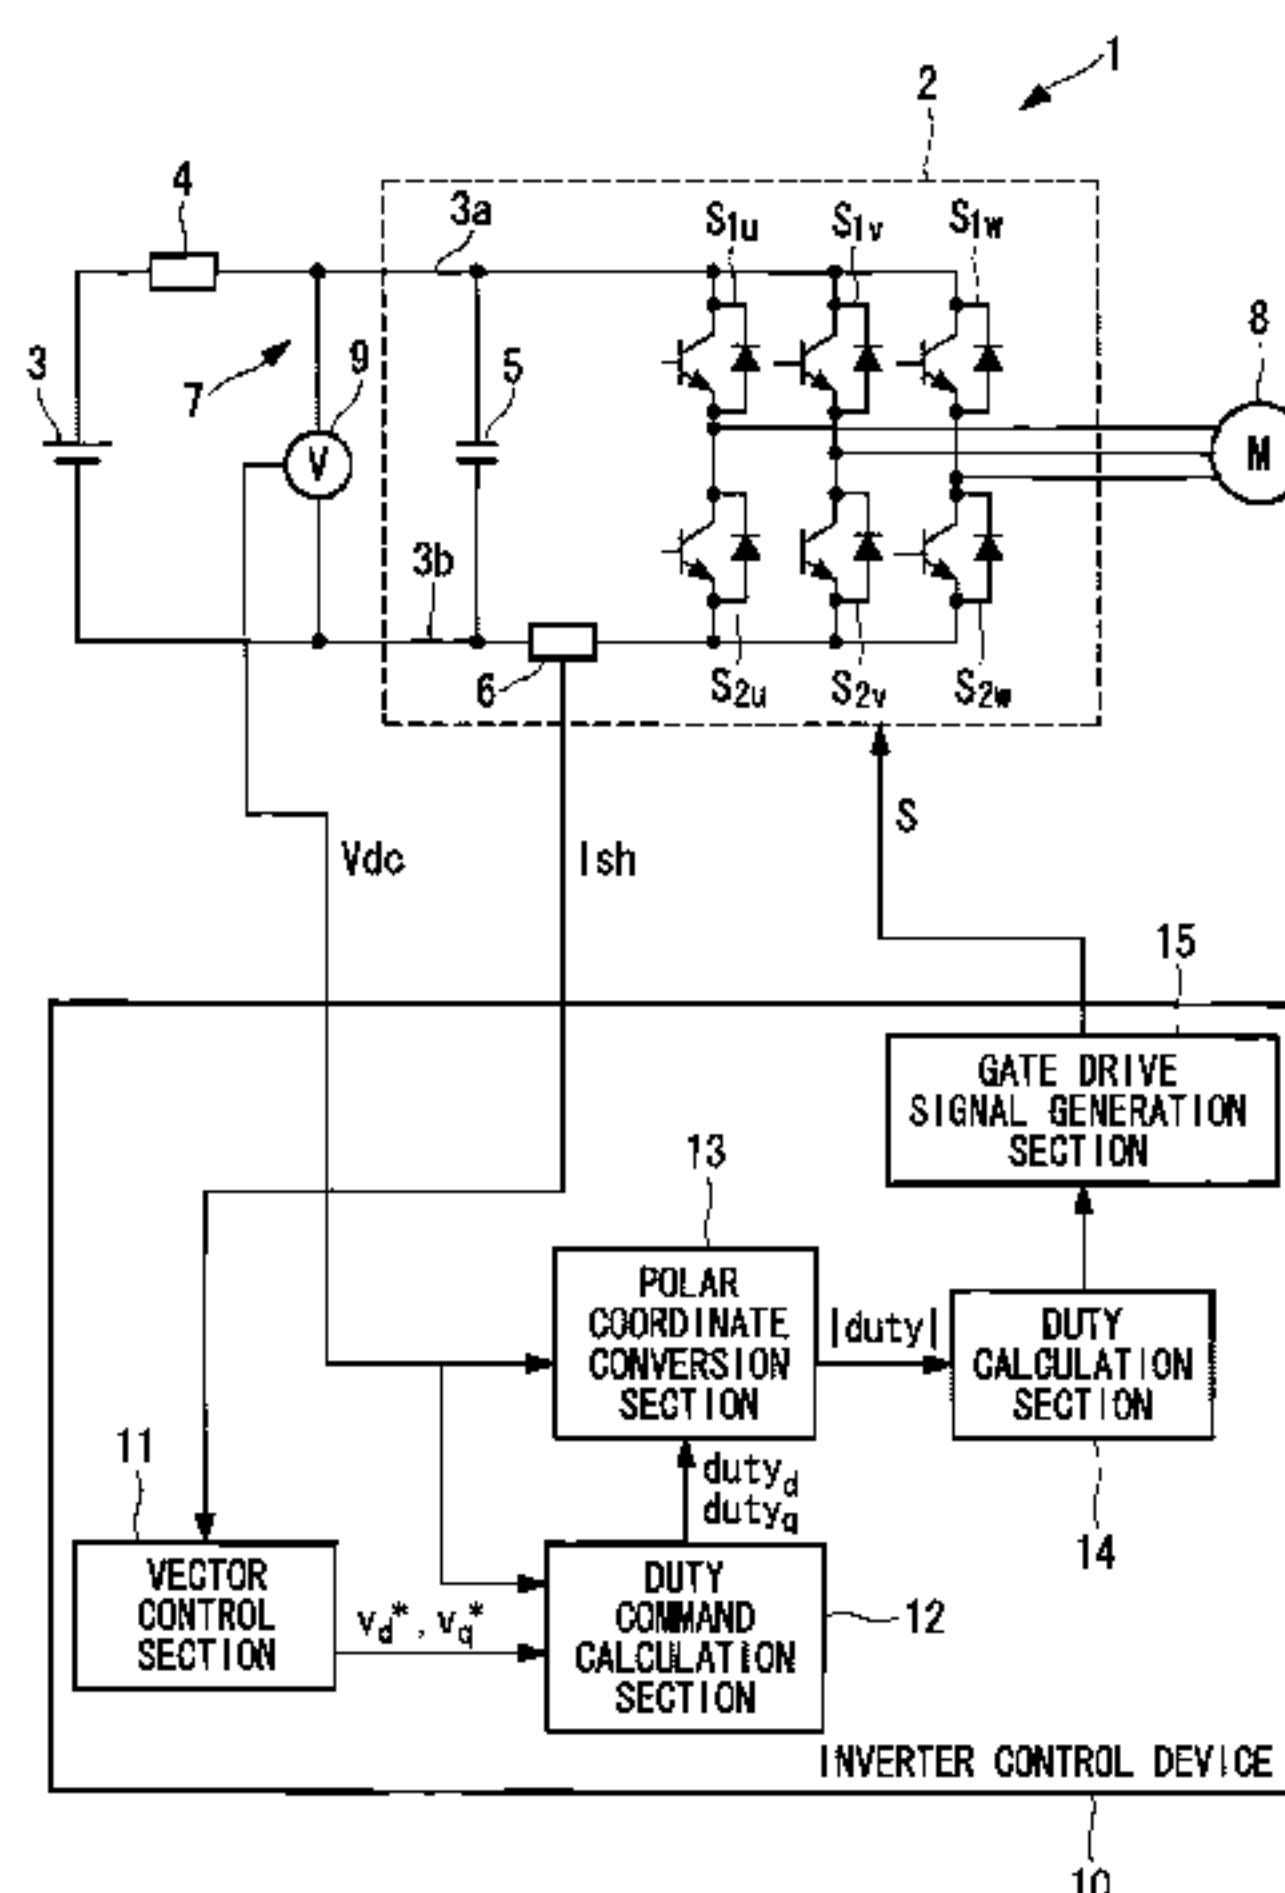 1
2
4
3a
S1u
S1v
S1w
3
7
9
5
8
V
M
3b
6
S2u
S2v
S2w
Vdc
Ish
S
15
GATE DRIVE
SIGNAL GENERATION
SECTION
13
POLAR
COORDINATE
CONVERSION
SECTION
|duty|
DUTY
CALCULATION
SECTION
11
dutyd
dutyq
14
VECTOR
CONTROL
SECTION
vd*, vq*
DUTY
COMMAND
CALCULATION
SECTION
12
INVERTER CONTROL DEVICE
10